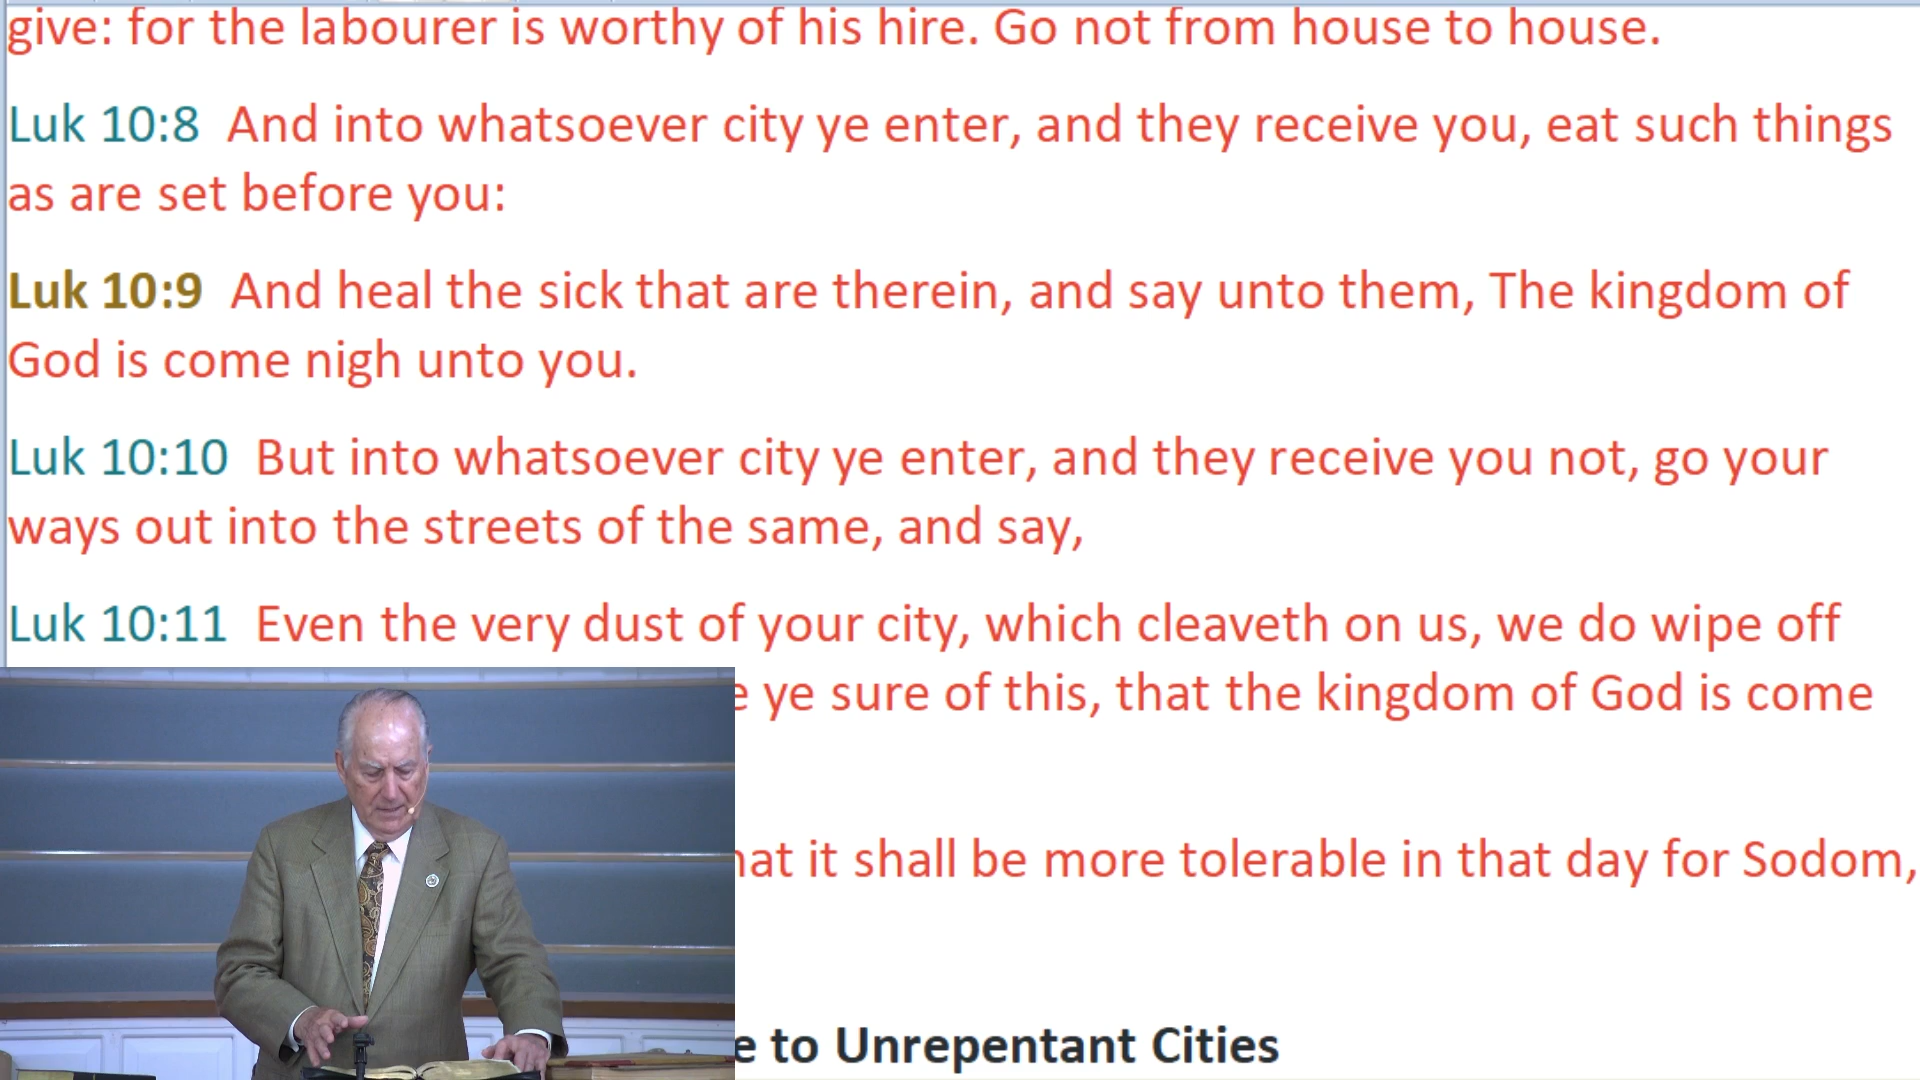 give: for the labourer is worthy of his hire. Go not from house to house.
Luk 10:8 And into whatsoever city ye enter, and they receive you, eat such things
as are set before you:
Luk 10:9 And heal the sick that are therein, and say unto them, The kingdom of
God is come nigh unto you.
Luk 10:10 But into whatsoever city ye enter, and they receive you not, go your
ways out into the streets of the same, and say,
Luk 10:11 Even the very dust of your city, which cleaveth on us, we do wipe off
ye sure of this, that the kingdom of God is come
it shall be more tolerable in that day for Sodom,
to Unrepentant Cities